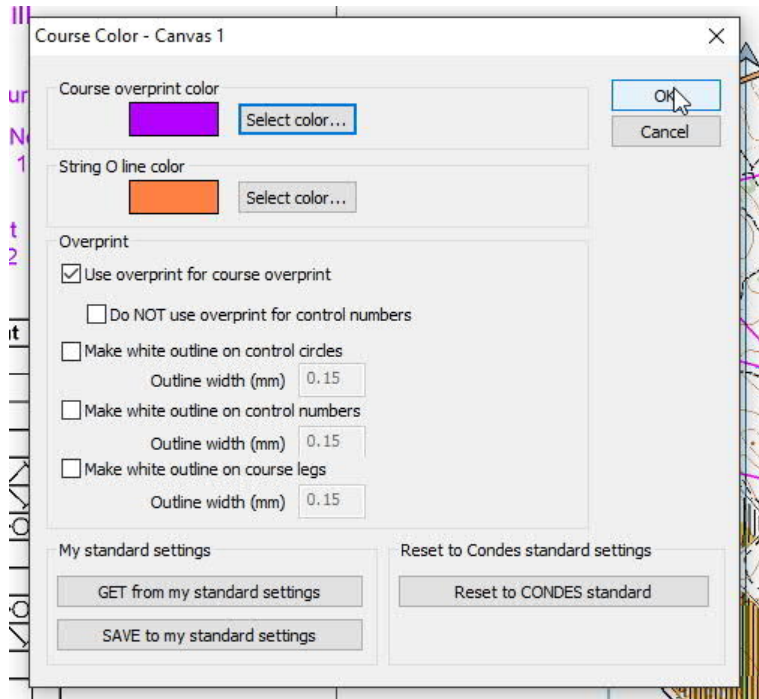 III
Course Color - Canvas 1
Course overprint color
Select color...
OK
Cancel
String O line color
Select color...
Overprint
Use overprint for course overprint
Do NOT use overprint for control numbers
Make white outline on control circles
Outline width (mm) 0.15
Make white outline on control numbers
Outline width (mm) 0.15
Make white outline on course legs
Outline width (mm) 0.15
My standard settings
GET from my standard settings
SAVE to my standard settings
Reset to Condes standard settings
Reset to CONDES standard
ur
1
t
2